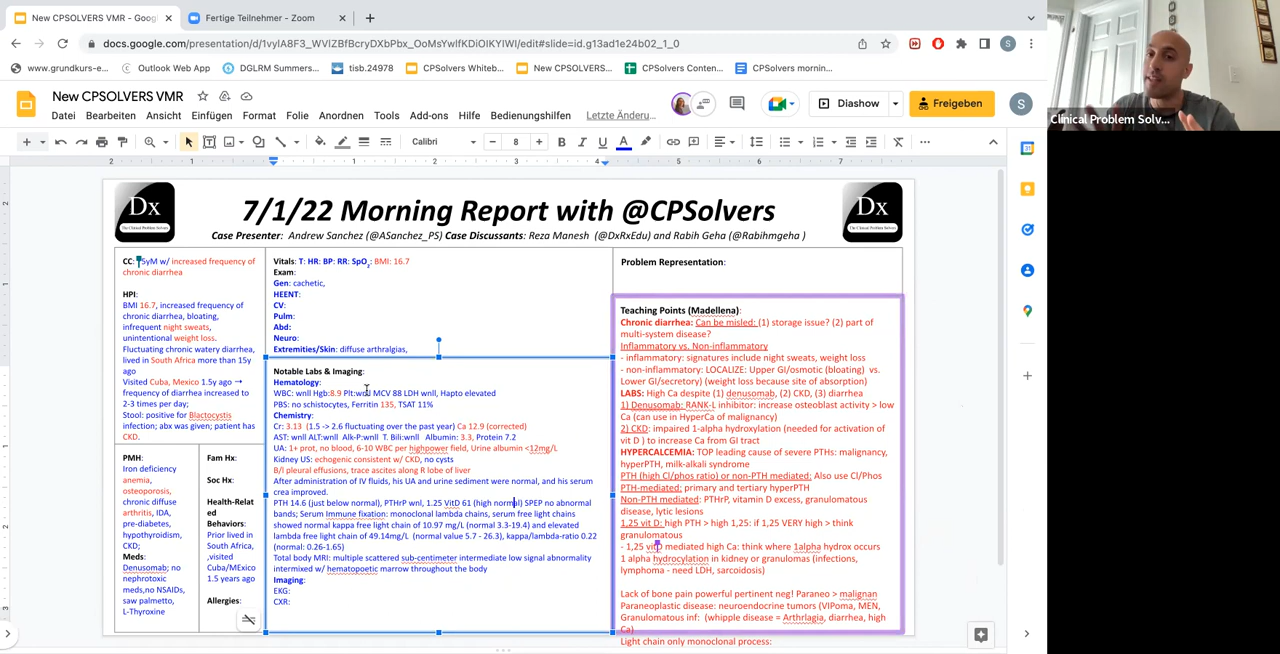 New CPSOLVERS VMR - Goog
Fertige Teilnehmer - Zoom
docs.google.com/presentation/d/1vyIA8F3_WVIZBfBcryDXbPbx_OoMsYwlfKDiOIKYIWI/edit#slide=id.g13ad1e24b02_1_0
www.grundkurs-e...
Outlook Web App
DGLRM Summers...
tisb.24978
CPSolvers Whiteb...
New CPSOLVERS...
CPSolvers Conten...
CPSolvers mornin...
New CPSOLVERS VMR
Datei Bearbeiten Ansicht Einfügen Format Folie Anordnen Tools Add-ons Hilfe Bedienungshilfen Letzte Änderu...
Diashow
Freigeben
S
Calibri
8
Clinical Problem Solv...
Dx
The Clinical Problem Solvers
7/1/22 Morning Report with @CPSolvers
Case Presenter: Andrew Sanchez (@ASanchez_PS) Case Discussants: Reza Manesh (@DxRxEdu) and Rabih Geha (@Rabihmgeha )
Dx
The Clinical Problem Solvers
CC: 5yM w/ increased frequency of
chronic diarrhea
HPI:
BMI 16.7, increased frequency of
chronic diarrhea, bloating,
infrequent night sweats,
unintentional weight loss.
Fluctuating chronic watery diarrhea,
lived in South Africa more than 15y
ago
Visited Cuba, Mexico 1.5y ago →
frequency of diarrhea increased to
2-3 times per day;
Stool: positive for Blactocystis
infection; abx was given; patient has
CKD.
PMH:
Iron deficiency
anemia,
osteoporosis,
chronic diffuse
arthritis, IDA,
pre-diabetes,
hypothyroidism,
CKD;
Meds:
Denosumab; no
nephrotoxic
meds,no NSAIDs,
saw palmetto,
L-Thyroxine
Fam Hx:
Soc Hx:
Health-Relat
ed
Behaviors:
Prior lived in
South Africa,
,visited
Cuba/MExico
1.5 years ago
Allergies:
Vitals: T: HR: BP: RR: SpO2: BMI: 16.7
Exam:
Gen: cachetic,
HEENT:
CV:
Pulm:
Abd:
Neuro:
Extremities/Skin: diffuse arthralgias,
Notable Labs & Imaging:
Hematology:
WBC: wnll Hgb:8.9 Plt:wnll MCV 88 LDH wnll, Hapto elevated
PBS: no schistocytes, Ferritin 135, TSAT 11%
Chemistry:
Cr: 3.13 (1.5 -> 2.6 fluctuating over the past year) Ca 12.9 (corrected)
AST: wnll ALT:wnll Alk-P:wnll T. Bili:wnll Albumin: 3.3, Protein 7.2
UA: 1+ prot, no blood, 6-10 WBC per highpower field, Urine albumin <12mg/L
Kidney US: echogenic consistent w/ CKD, no cysts
B/l pleural effusions, trace ascites along R lobe of liver
After administration of IV fluids, his UA and urine sediment were normal, and his serum
crea improved.
PTH 14.6 (just below normal), PTHrP wnl, 1.25 VitD 61 (high normal) SPEP no abnormal
bands; Serum Immune fixation: monoclonal lambda chains, serum free light chains
showed normal kappa free light chain of 10.97 mg/L (normal 3.3-19.4) and elevated
lambda free light chain of 49.14mg/L (normal value 5.7 - 26.3), kappa/lambda-ratio 0.22
(normal: 0.26-1.65)
Total body MRI: multiple scattered sub-centimeter intermediate low signal abnormality
intermixed w/ hematopoetic marrow throughout the body
Imaging:
EKG:
CXR:
Problem Representation:
Teaching Points (Madellena):
Chronic diarrhea: Can be misled: (1) storage issue? (2) part of
multi-system disease?
Inflammatory vs. Non-inflammatory
- inflammatory: signatures include night sweats, weight loss
- non-inflammatory: LOCALIZE: Upper GI/osmotic (bloating) vs.
Lower GI/secretory) (weight loss because site of absorption)
LABS: High Ca despite (1) denusomab, (2) CKD, (3) diarrhea
1) Denusomab; RANK-L inhibitor: increase osteoblast activity > low
Ca (can use in HyperCa of malignancy)
2) CKD: impaired 1-alpha hydroxylation (needed for activation of
vit D ) to increase Ca from GI tract
HYPERCALCEMIA: TOP leading cause of severe PTHs: malignancy,
hyperPTH, milk-alkali syndrome
PTH (high Cl/pho ratio) or non-PTH mediated: Also use Cl/Phos
PTH-mediated: primary and tertiary hyperPTH
Non-PTH mediated: PTHrP, vitamin D excess, granulomatous
disease, lytic lesions
1,25 vit D: high PTH > high 1,25: if 1,25 VERY high > think
granulomatous
- 1,25 vitD mediated high Ca: think where 1alpha hydrox occurs
1 alpha hydrocylation in kidney or granulomas (infections,
lymphoma - need LDH, sarcoidosis)
Lack of bone pain powerful pertinent neg! Paraneo > malignan
Paraneoplastic disease: neuroendocrine tumors (VIPoma, MEN,
Granulomatous inf: (whipple disease = Arthrlagia, diarrhea, high
Ca)
Light chain only monoclonal process: